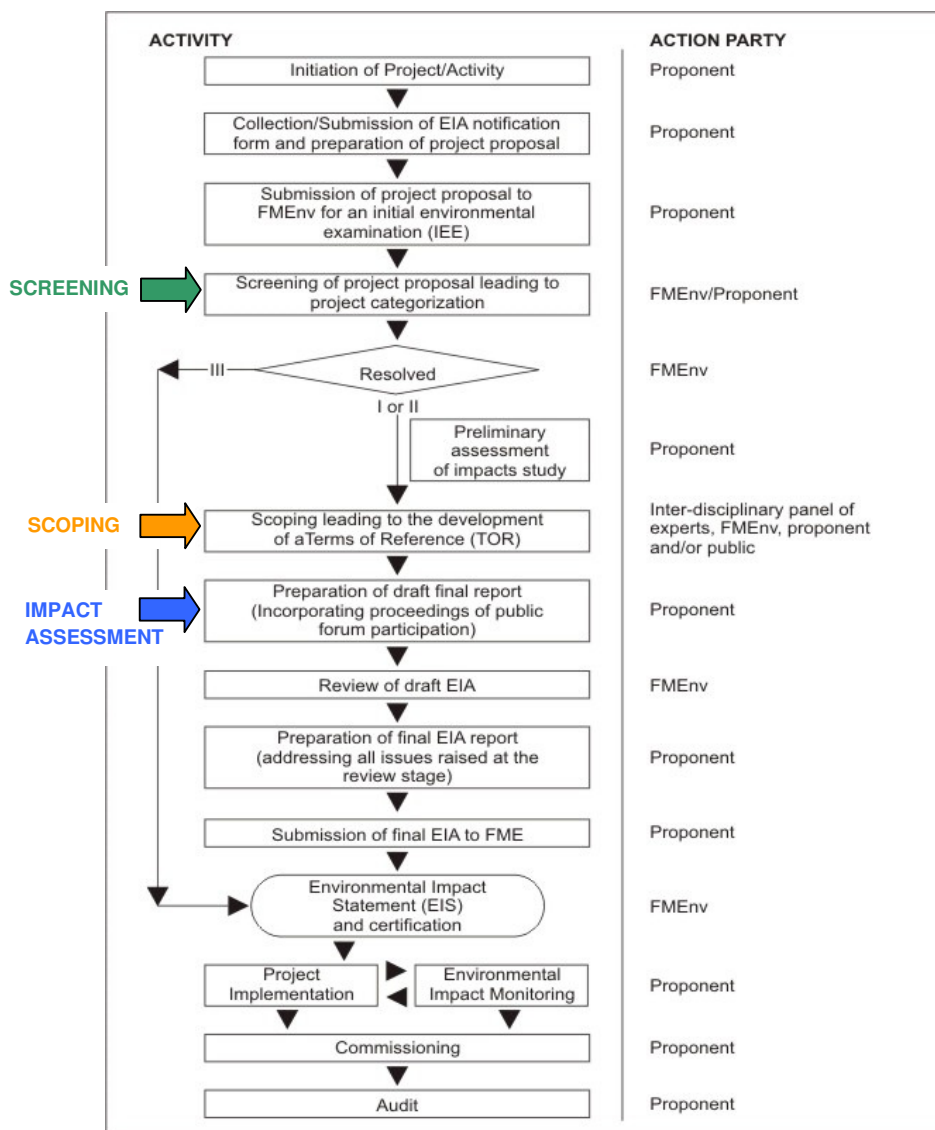 ACTIVITY
ACTION PARTY
Initiation of Project/Activity
Proponent
Collection/Submission of EIA notification
form and preparation of project proposal
Proponent
Submission of project proposal to
FMEnv for an initial environmental
examination (IEE)
Proponent
SCREENING
Screening of project proposal leading to
project categorization
FMEnv/Proponent
III
Resolved
FMEnv
I or II
Preliminary
assessment
of impacts study
Proponent
SCOPING
Scoping leading to the development
of aTerms of Reference (TOR)
Inter-disciplinary panel of
experts, FMEnv, proponent
and/or public
IMPACT
ASSESSMENT
Preparation of draft final report
(Incorporating proceedings of public
forum participation)
Proponent
Review of draft EIA
FMEnv
Preparation of final EIA report
(addressing all issues raised at the
review stage)
Proponent
Submission of final EIA to FME
Proponent
Environmental Impact
Statement (EIS)
and certification
FMEnv
Project
Implementation
Environmental
Impact Monitoring
Proponent
Commissioning
Proponent
Audit
Proponent